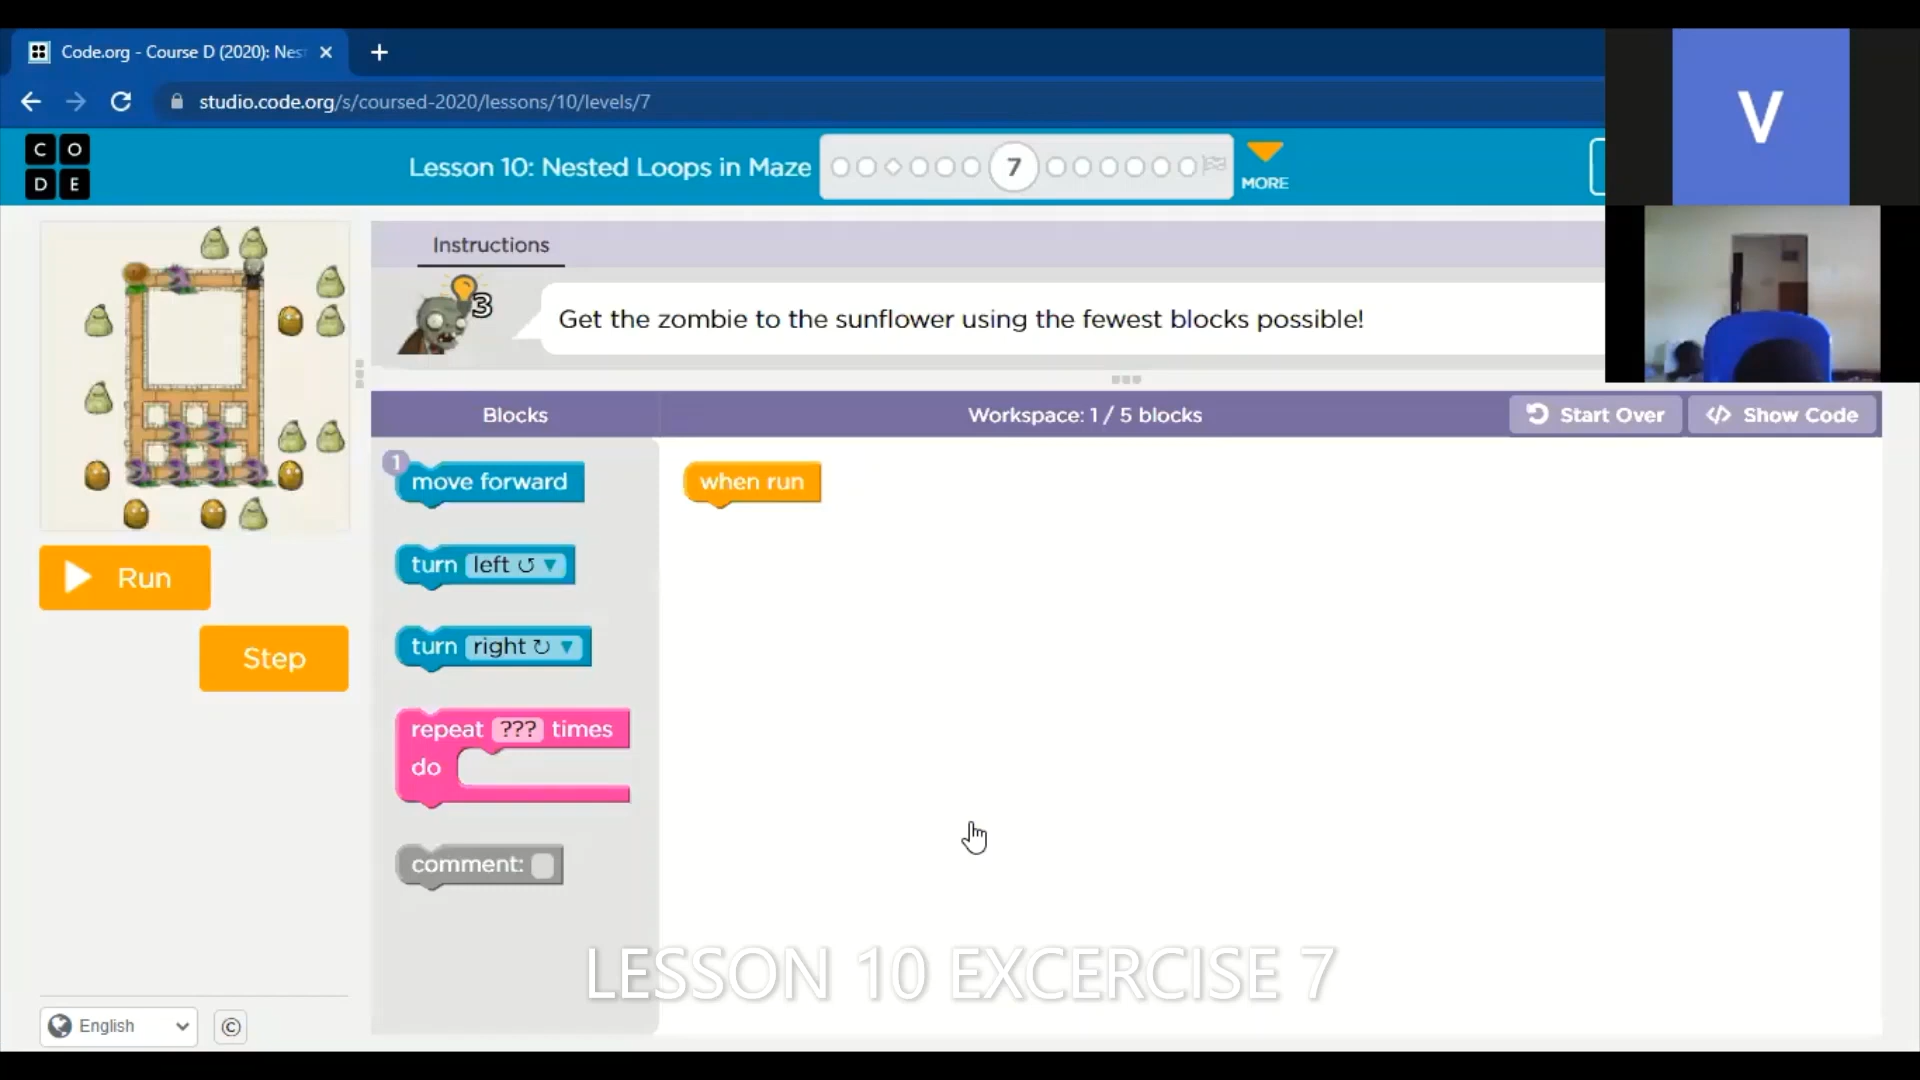 Code.org - Course D (2020): Nes
studio.code.org/s/coursed-2020/lessons/10/levels/7
C O
D E
Lesson 10: Nested Loops in Maze
7
MORE
V
Instructions
3
Get the zombie to the sunflower using the fewest blocks possible!
Blocks
Workspace: 1 / 5 blocks
Start Over
</> Show Code
1
move forward
when run
turn left ↺ ▼
turn right ↻ ▼
repeat ??? times
do
comment:
Run
Step
LESSON 10 EXCERCISE 7
English
©